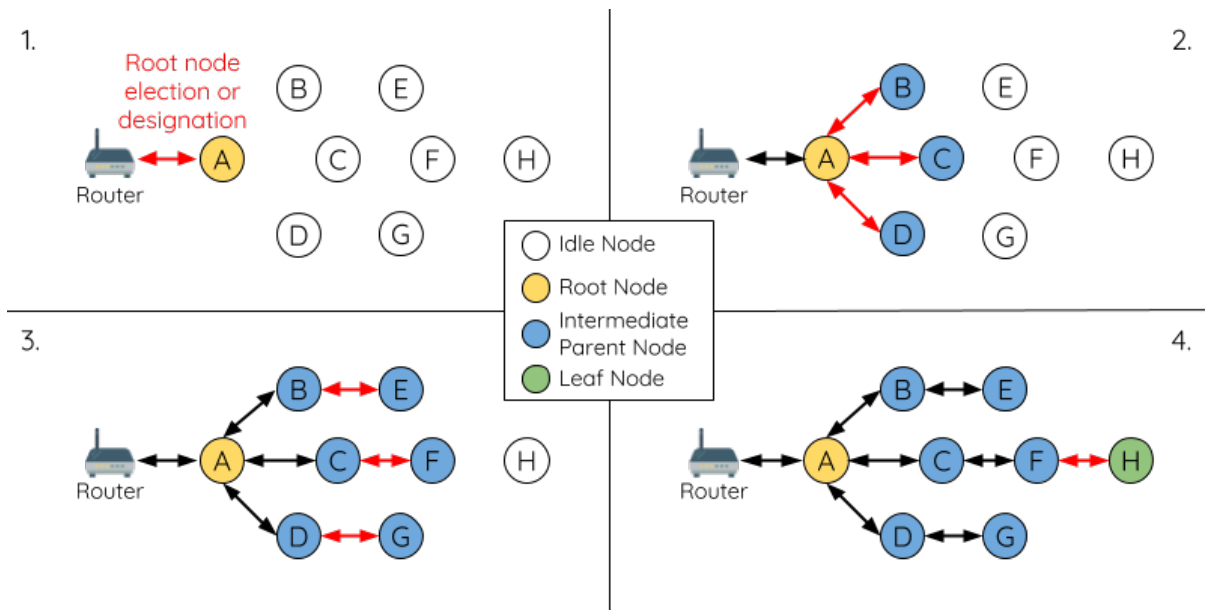 1.
Root node
election or
designation
B
E
A
C
F
H
Router
D
G
2.
B
E
A
C
F
H
Router
D
G
Idle Node
Root Node
Intermediate
Parent Node
Leaf Node
3.
B
E
A
C
F
H
Router
D
G
4.
B
E
A
C
F
H
Router
D
G